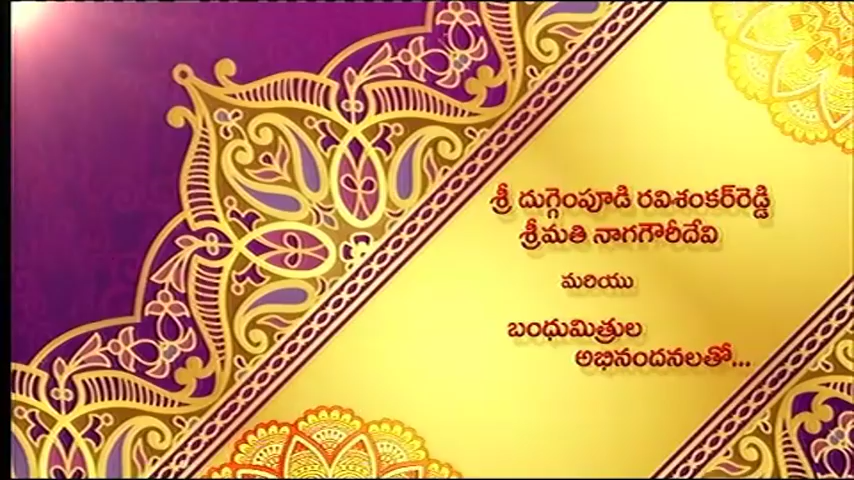 శ్రీ దుగ్గెంపూడి రవిశంకర్‌రెడ్డి
శ్రీమతి నాగగౌరీదేవి
మరియు
బంధుమిత్రుల
అభినందనలతో...